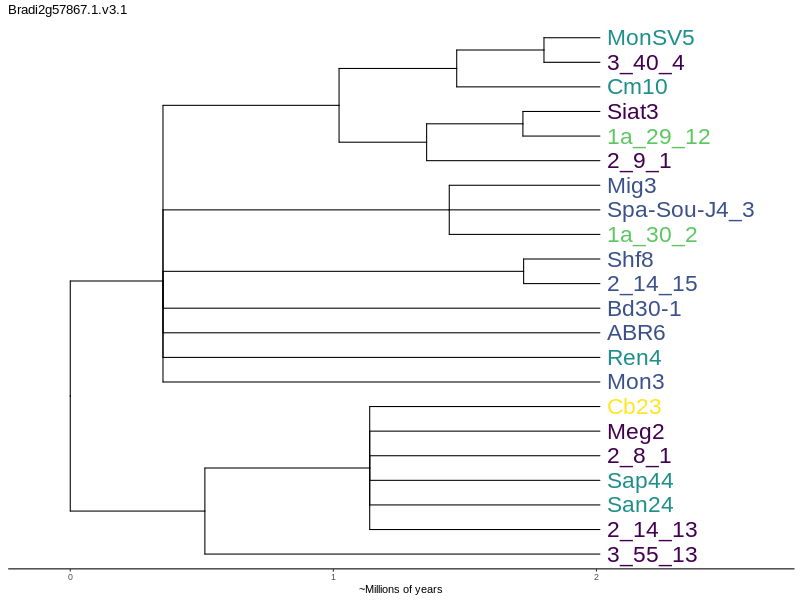 Bradi2g57867.1.v3.1
MonSV5
3_40_4
Cm10
Siat3
1a_29_12
2_9_1
Mig3
Spa-Sou-J4_3
1a_30_2
Shf8
2_14_15
Bd30-1
ABR6
Ren4
Mon3
Cb23
Meg2
2_8_1
Sap44
San24
2_14_13
3_55_13
0 1 2
~Millions of years